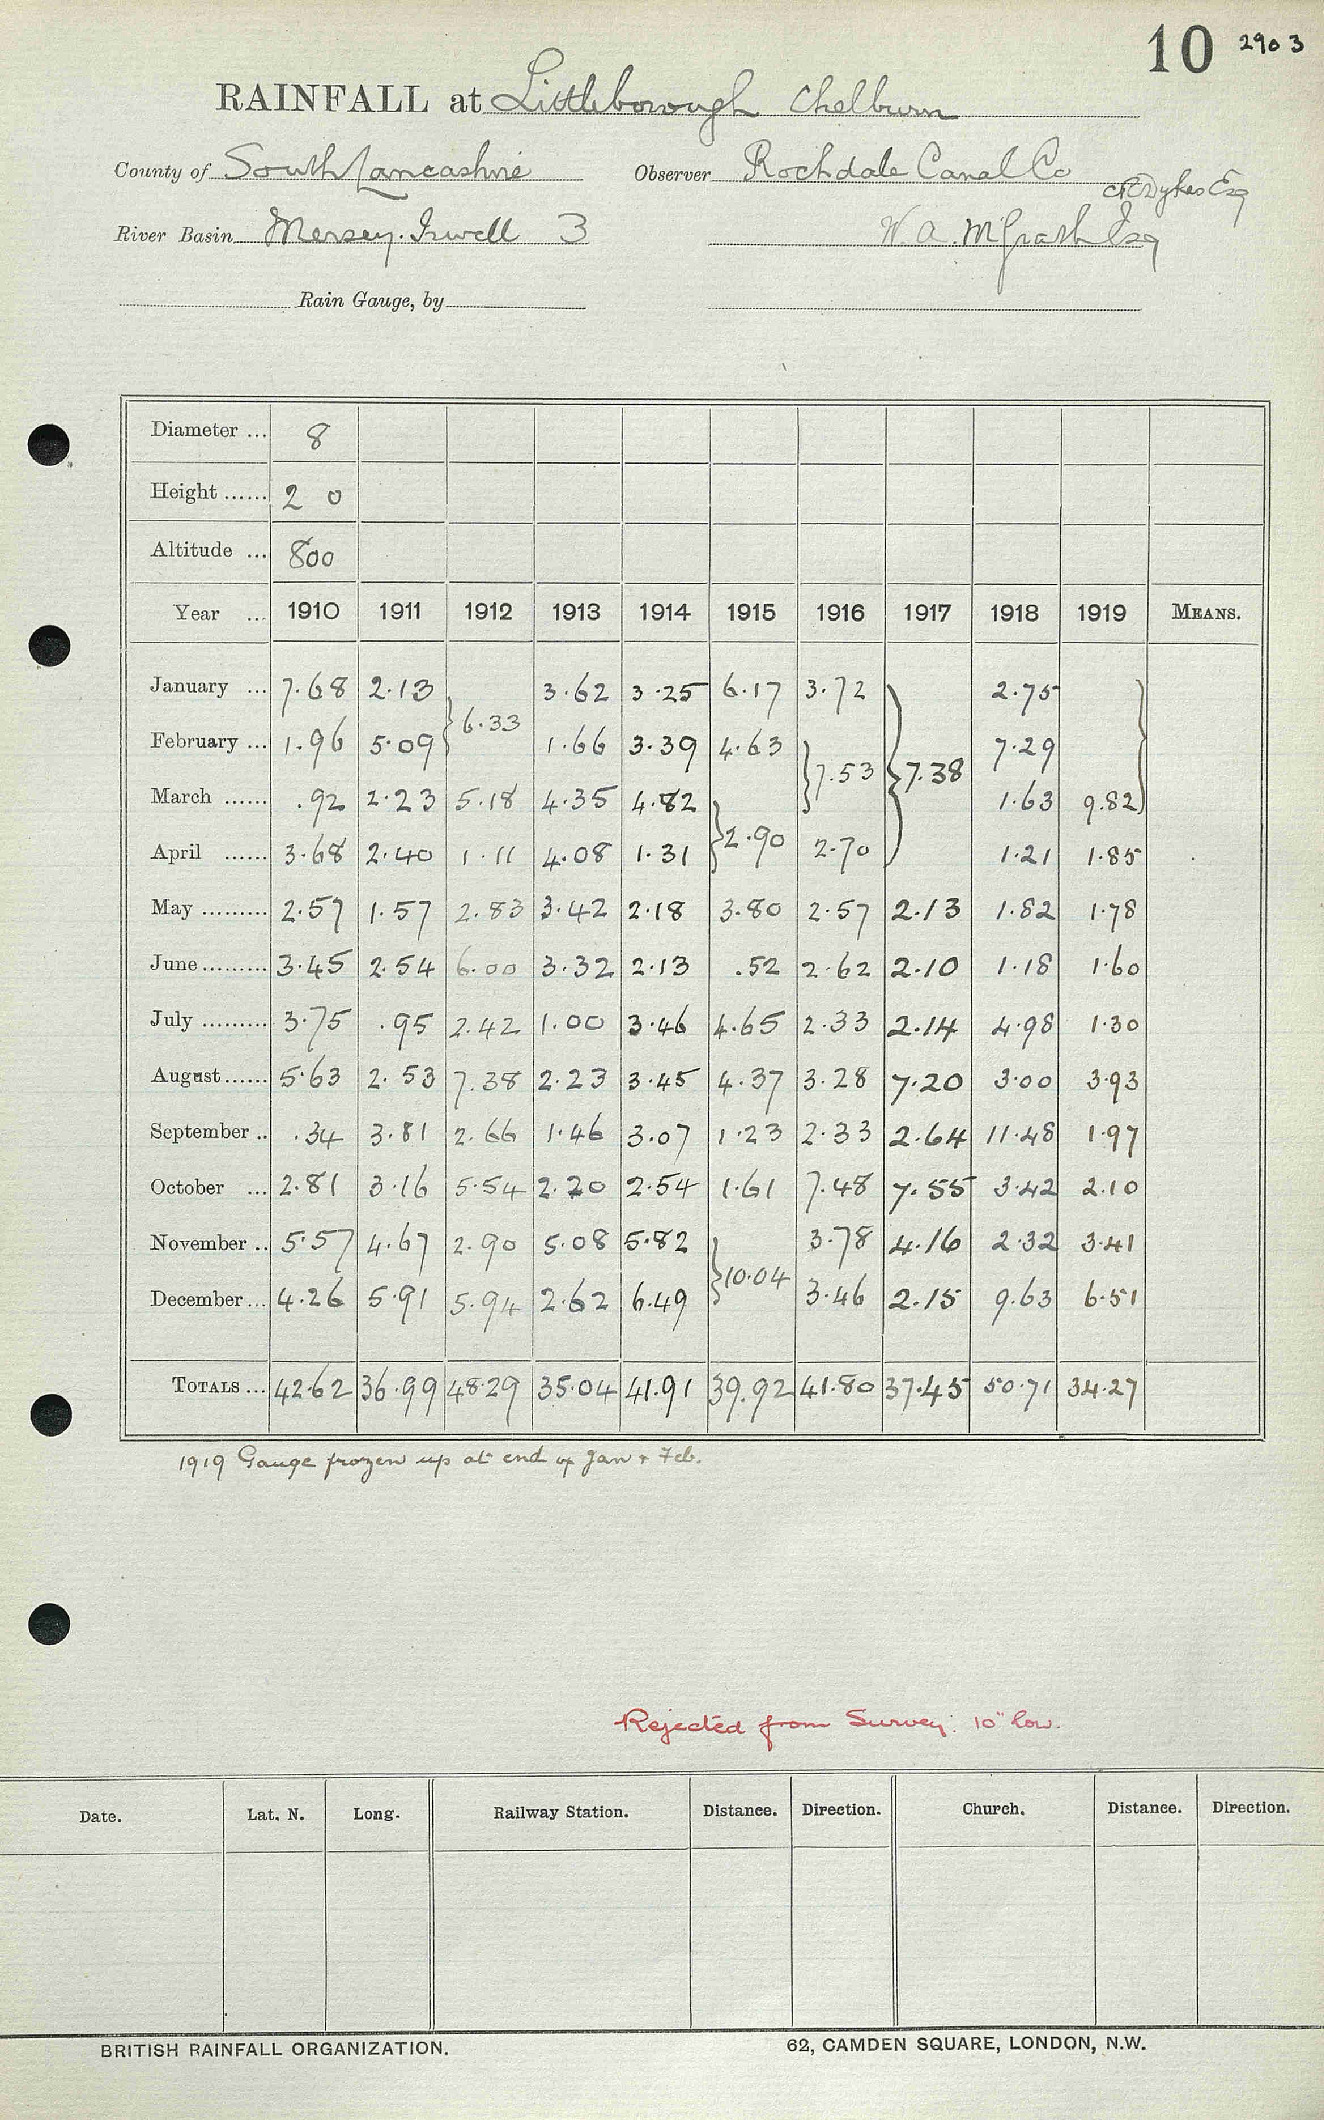 10 2903
RAINFALL at Littleborough Chelburn
County of South Lancashire Observer Rochdale Canal Co
Dykes Esq
River Basin Mersey. Irwell 3 W. A. McGrath Esq
Rain Gauge, by
Diameter ... 8
Height ...... 2 0
Altitude ... 800
Year ... 1910 1911 1912 1913 1914 1915 1916 1917 1918 1919 MEANS.
January ... 7.68 2.13 3.62 3.25 6.17 3.72 2.75
} 6.33
February ... 1.96 5.09 1.66 3.39 4.63 7.29
} 7.53 } 7.38
March ...... .92 2.23 5.18 4.35 4.82 1.63 9.82 }
} 2.90
April ...... 3.68 2.40 1.11 4.08 1.31 2.70 1.21 1.85
May ......... 2.57 1.57 2.83 3.42 2.18 3.80 2.57 2.13 1.82 1.78
June ......... 3.45 2.54 6.00 3.32 2.13 .52 2.62 2.10 1.18 1.60
July ......... 3.75 .95 2.42 1.00 3.46 4.65 2.33 2.14 4.98 1.30
August ...... 5.63 2.53 7.38 2.23 3.45 4.37 3.28 7.20 3.00 3.93
September .. .34 3.81 2.66 1.46 3.07 1.23 2.33 2.64 11.48 1.97
October ... 2.81 3.16 5.54 2.20 2.54 1.61 7.48 7.55 3.42 2.10
November .. 5.57 4.67 2.90 5.08 5.82 3.78 4.16 2.32 3.41
} 10.04
December ... 4.26 5.91 5.94 2.62 6.49 3.46 2.15 9.63 6.51
TOTALS ... 42.62 36.99 48.29 35.04 41.91 39.92 41.80 37.45 50.71 34.27
1919 Gauge frozen up at end of Jan & Feb.
Rejected from Survey: 10" low.
Date. Lat. N. Long. Railway Station. Distance. Direction. Church. Distance. Direction.
BRITISH RAINFALL ORGANIZATION. 62, CAMDEN SQUARE, LONDON, N.W.